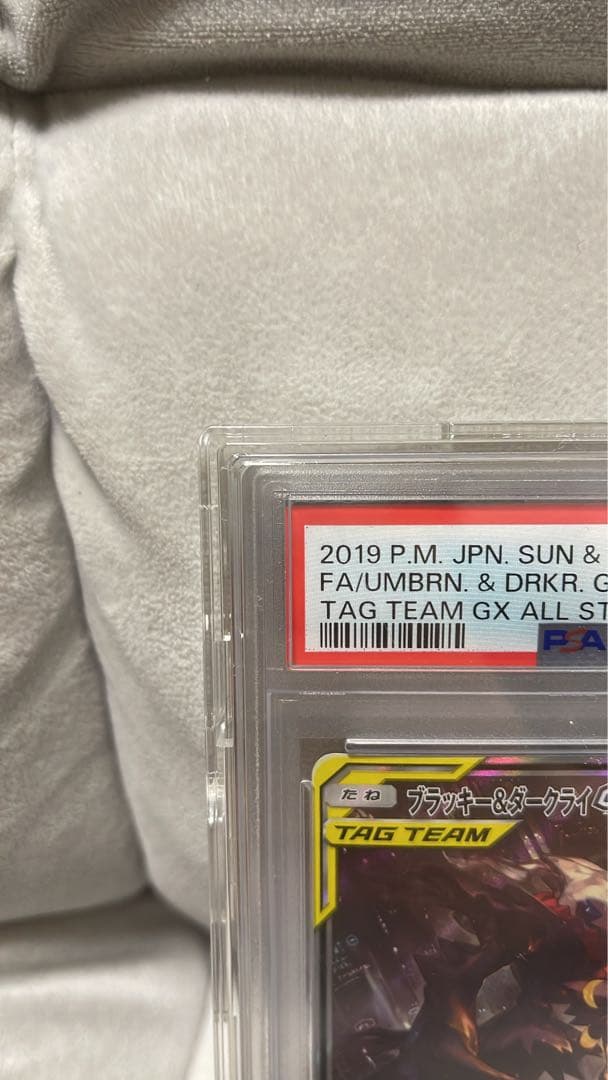 2019 P.M. JPN. SUN &
FA/UMBRN. & DRKR. G
TAG TEAM GX ALL ST
PSA
たね ブラッキー&ダークライ
TAG TEAM